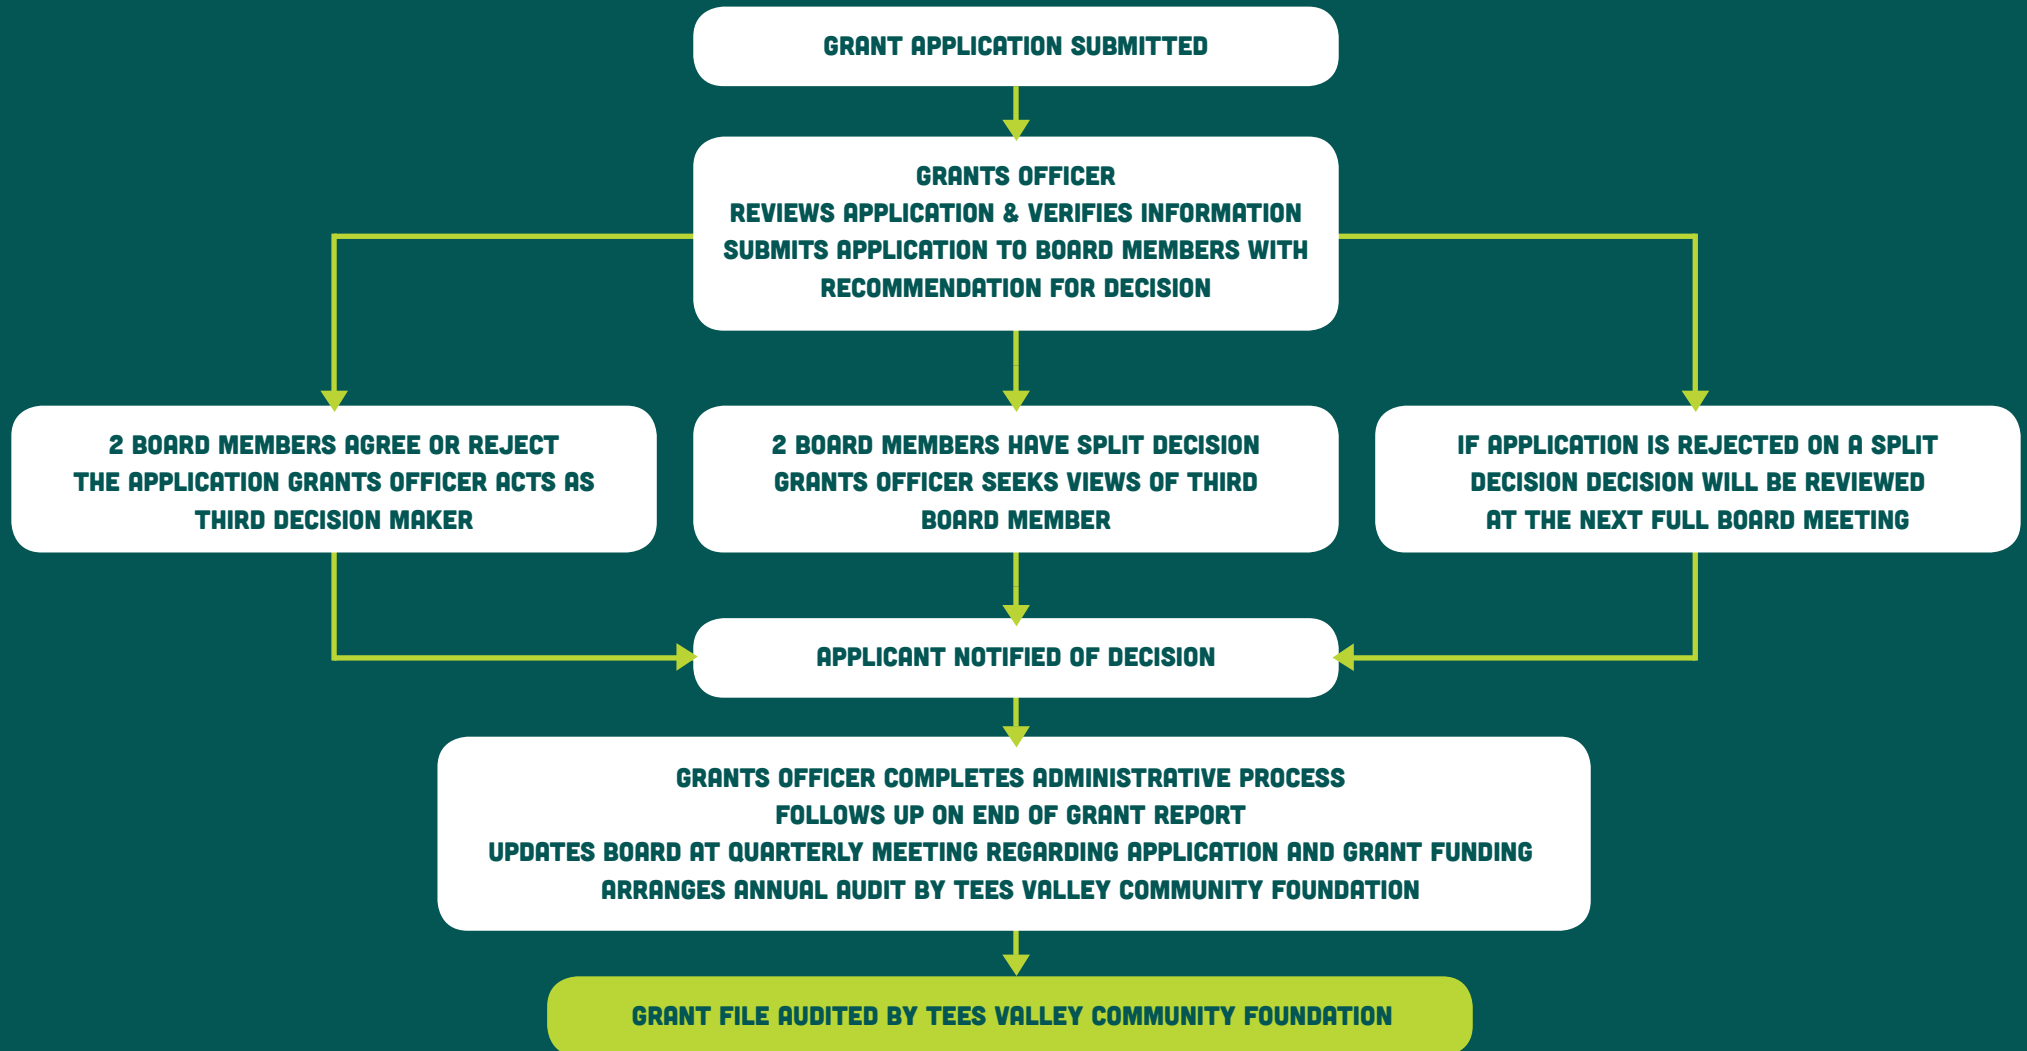 GRANT APPLICATION SUBMITTED
GRANTS OFFICER
REVIEWS APPLICATION & VERIFIES INFORMATION
SUBMITS APPLICATION TO BOARD MEMBERS WITH
RECOMMENDATION FOR DECISION
2 BOARD MEMBERS AGREE OR REJECT
THE APPLICATION GRANTS OFFICER ACTS AS
THIRD DECISION MAKER
2 BOARD MEMBERS HAVE SPLIT DECISION
GRANTS OFFICER SEEKS VIEWS OF THIRD
BOARD MEMBER
IF APPLICATION IS REJECTED ON A SPLIT
DECISION DECISION WILL BE REVIEWED
AT THE NEXT FULL BOARD MEETING
APPLICANT NOTIFIED OF DECISION
GRANTS OFFICER COMPLETES ADMINISTRATIVE PROCESS
FOLLOWS UP ON END OF GRANT REPORT
UPDATES BOARD AT QUARTERLY MEETING REGARDING APPLICATION AND GRANT FUNDING
ARRANGES ANNUAL AUDIT BY TEES VALLEY COMMUNITY FOUNDATION
GRANT FILE AUDITED BY TEES VALLEY COMMUNITY FOUNDATION